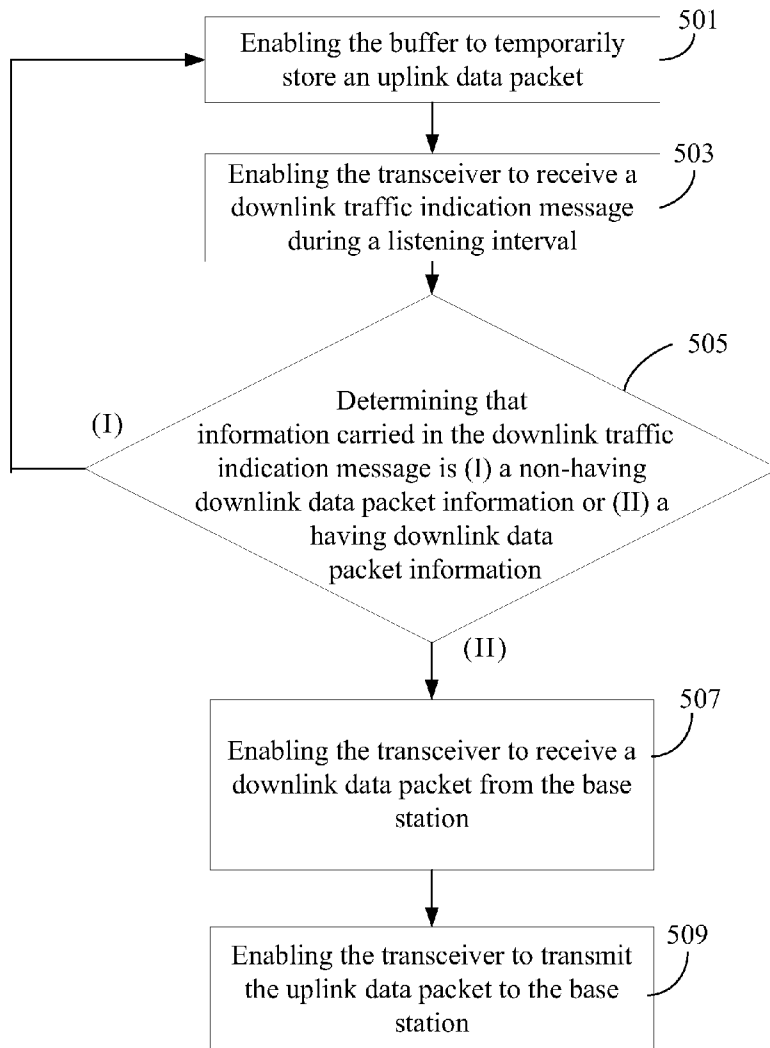 501
Enabling the buffer to temporarily
store an uplink data packet
503
Enabling the transceiver to receive a
downlink traffic indication message
during a listening interval
505
(I)
Determining that
information carried in the downlink traffic
indication message is (I) a non-having
downlink data packet information or (II) a
having downlink data
packet information
(II)
507
Enabling the transceiver to receive a
downlink data packet from the base
station
509
Enabling the transceiver to transmit
the uplink data packet to the base
station